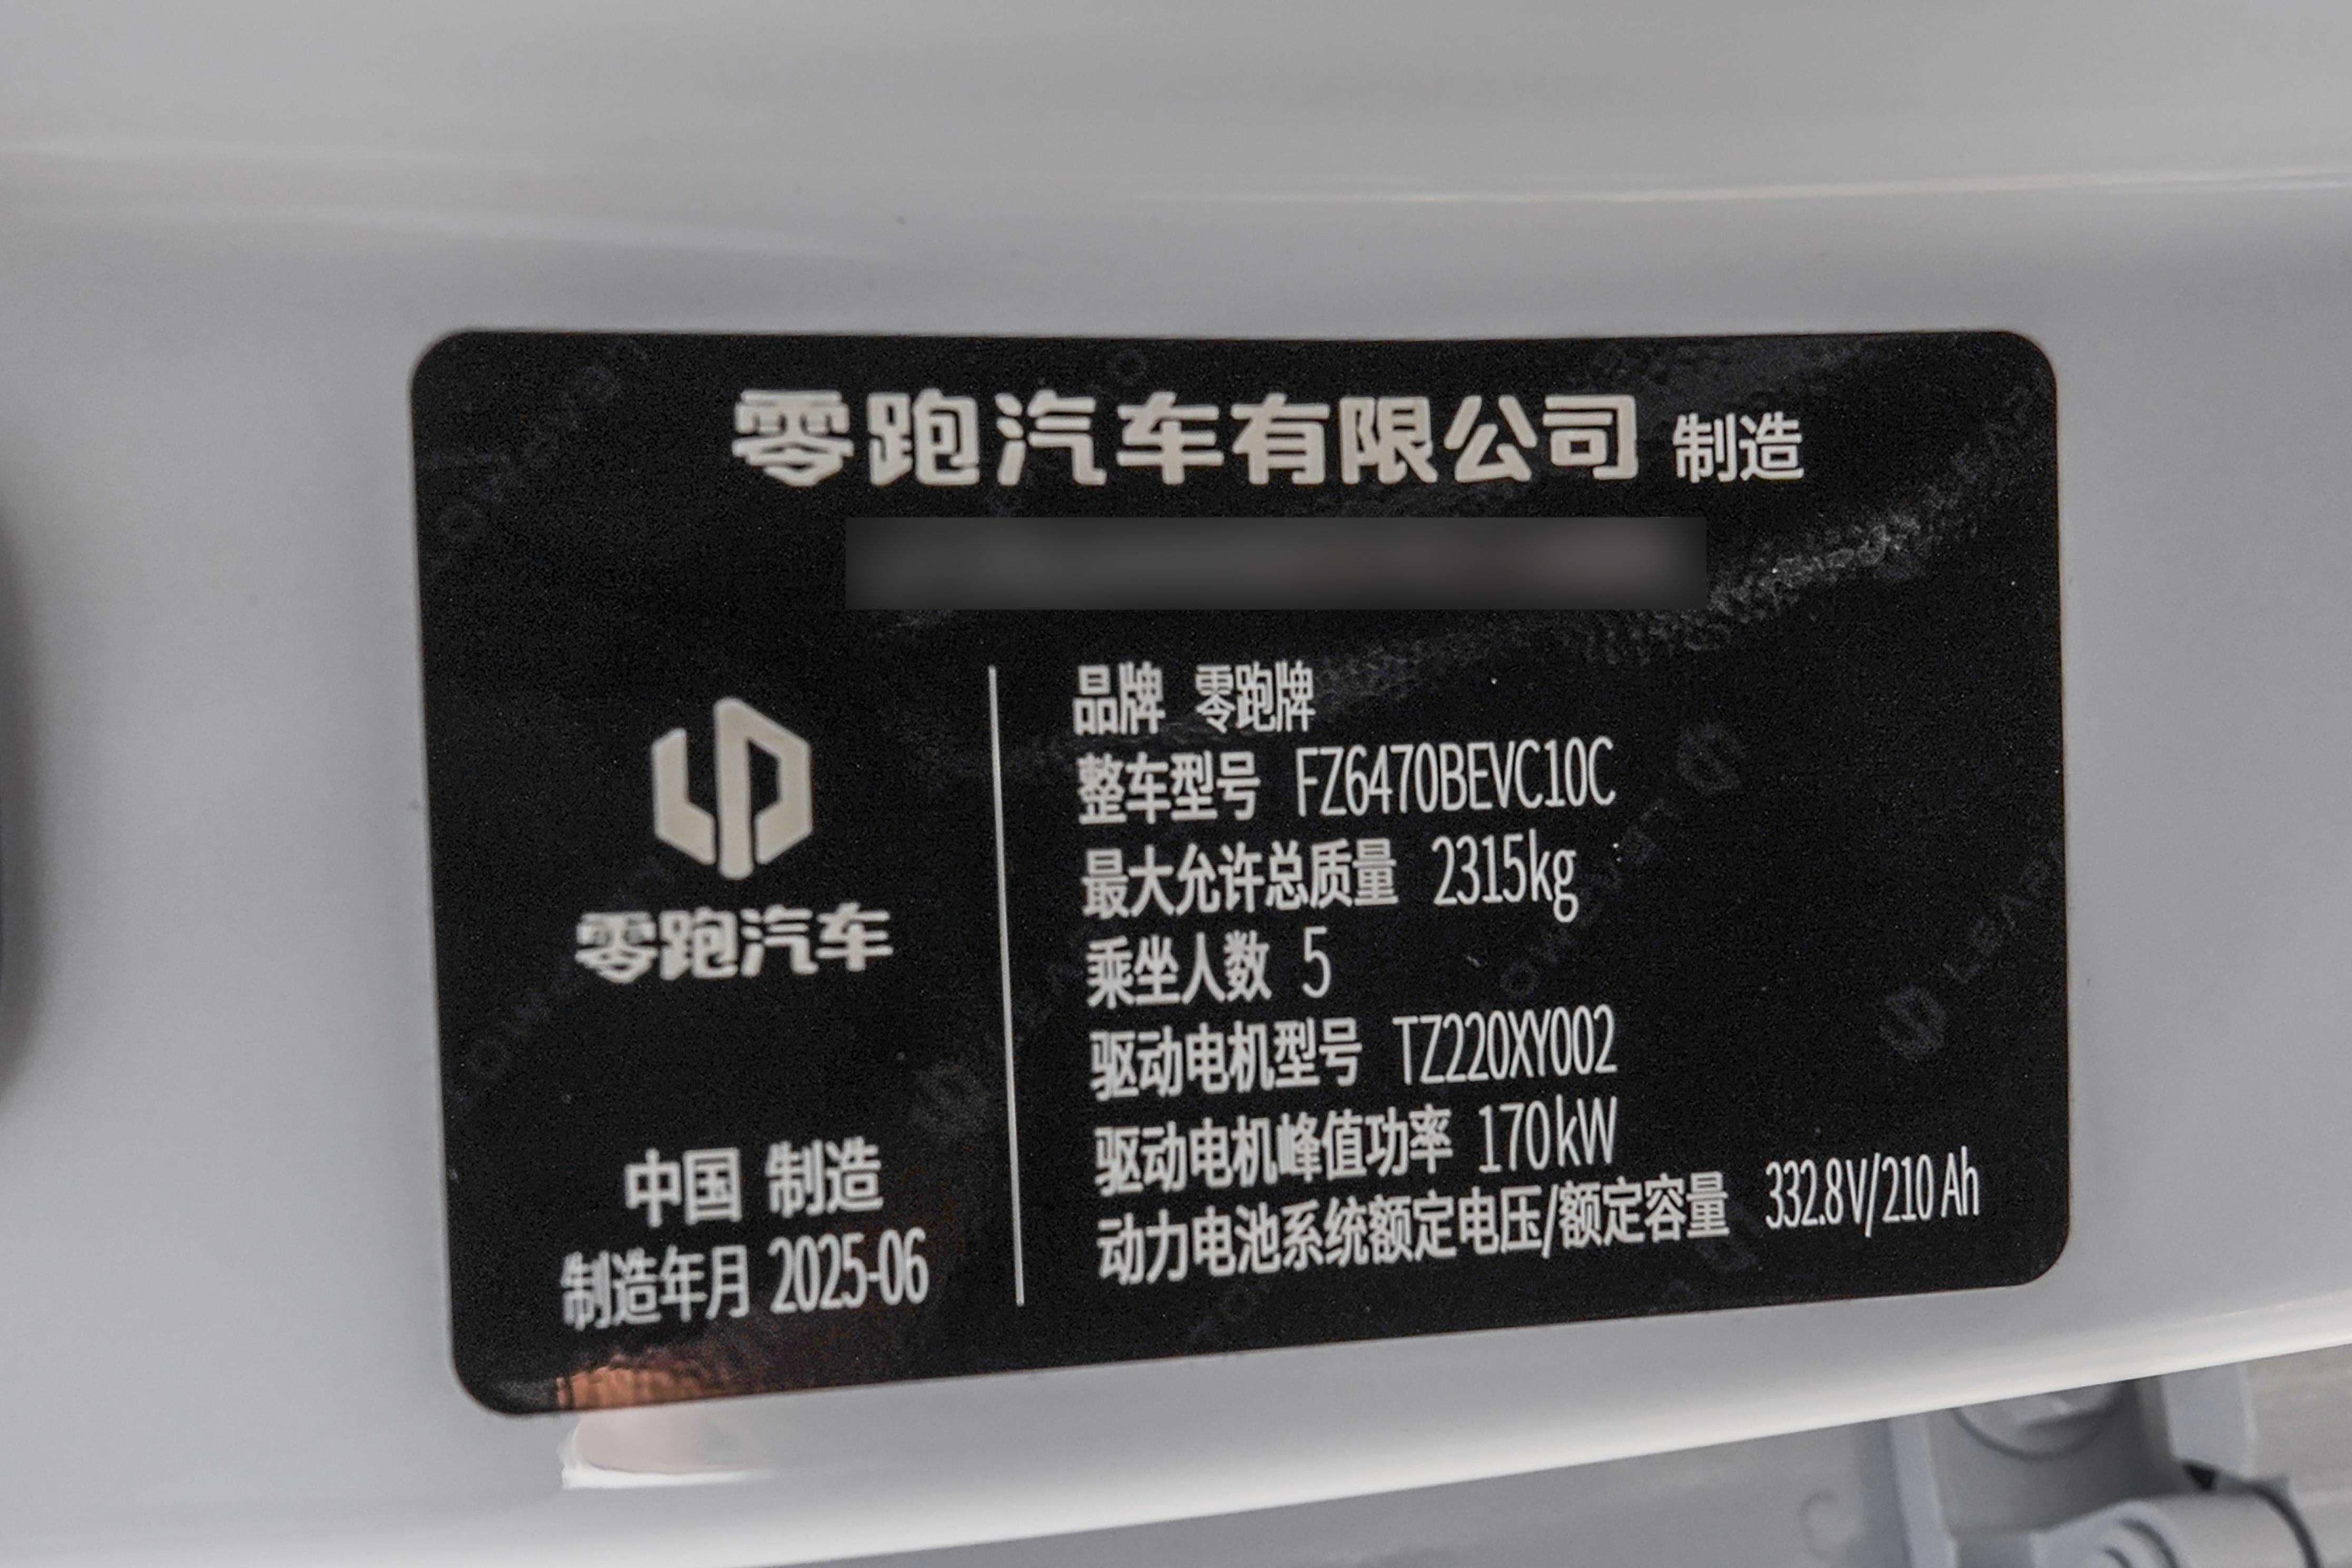 零跑汽车有限公司 制造
品牌 零跑牌
整车型号 FZ6470BEVC10C
最大允许总质量 2315kg
乘坐人数 5
驱动电机型号 TZ220XY002
驱动电机峰值功率 170kW
动力电池系统额定电压/额定容量 332.8V/210Ah
零跑汽车
中国 制造
制造年月 2025-06